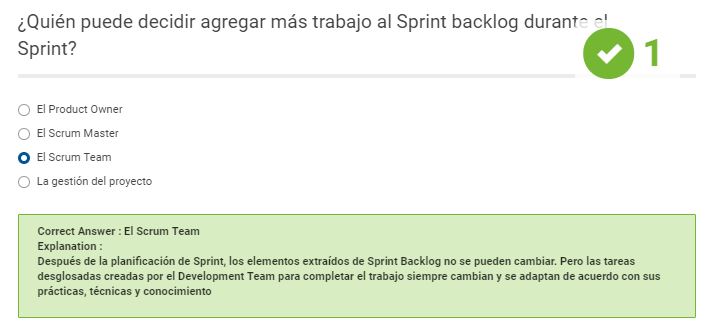 ¿Quién puede decidir agregar más trabajo al Sprint backlog durante el
Sprint?
1
El Product Owner
El Scrum Master
El Scrum Team
La gestión del proyecto
Correct Answer : El Scrum Team
Explanation :
Después de la planificación de Sprint, los elementos extraídos de Sprint Backlog no se pueden cambiar. Pero las tareas
desglosadas creadas por el Development Team para completar el trabajo siempre cambian y se adaptan de acuerdo con sus
prácticas, técnicas y conocimiento